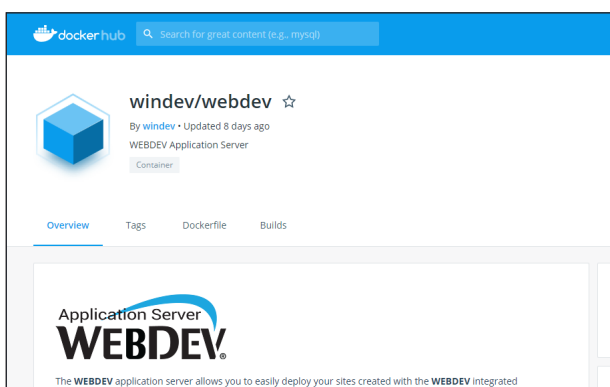 dockerhub
Search for great content (e.g., mysql)
windev/webdev
By windev • Updated 8 days ago
WEBDEV Application Server
Container
Overview Tags Dockerfile Builds
Application Server
WEBDEV®
The WEBDEV application server allows you to easily deploy your sites created with the WEBDEV integrated